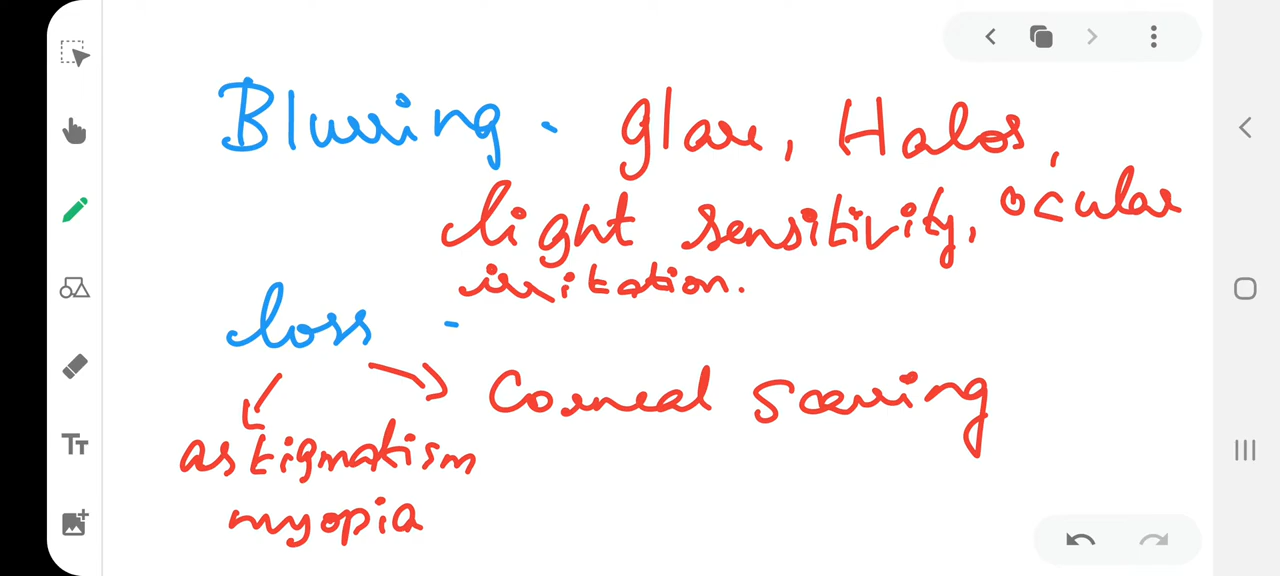 Blurring - glare, Halos,
light sensitivity, ocular
irritation.
loss -
Corneal scarring
astigmatism
myopia